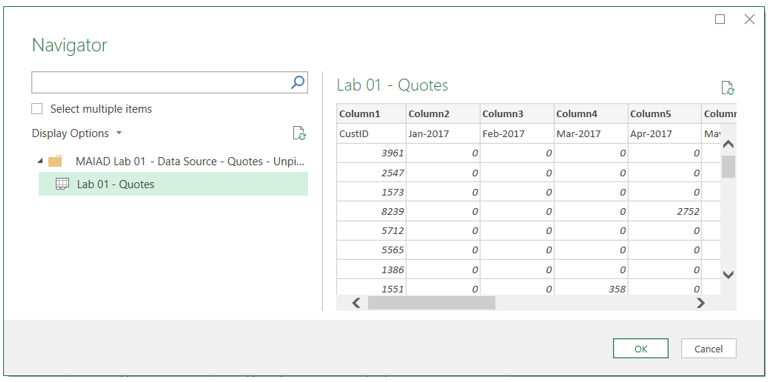 Navigator
Select multiple items
Display Options
MAIAD Lab 01 - Data Source - Quotes - Unpi...
Lab 01 - Quotes
Lab 01 - Quotes
Column1 Column2 Column3 Column4 Column5 Column
CustID Jan-2017 Feb-2017 Mar-2017 Apr-2017
3961 0 0 0 0
2547 0 0 0 0
1573 0 0 0 0
8239 0 0 0 2752
5712 0 0 0 0
5565 0 0 0 0
1386 0 0 0 0
1551 0 0 358 0
OK Cancel